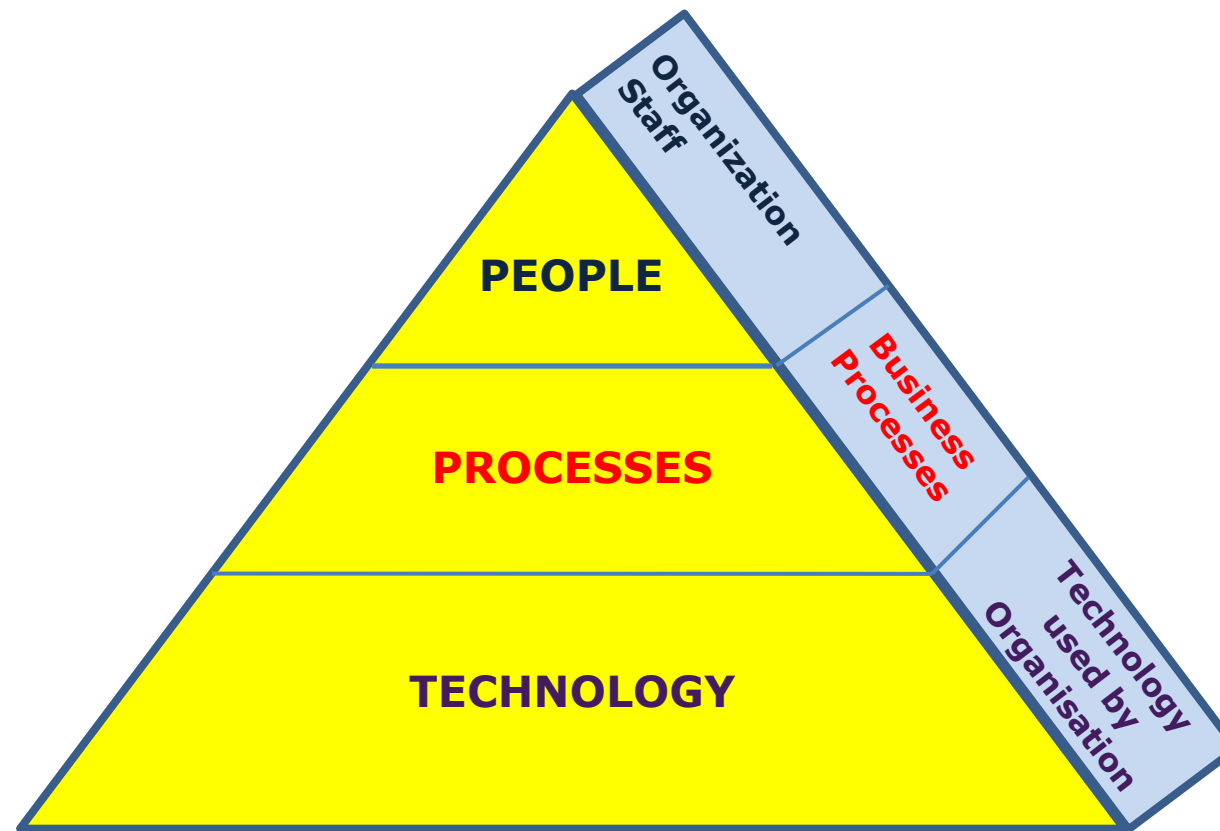 Organization
Staff
PEOPLE
Business
Processes
PROCESSES
Technology
used by
Organisation
TECHNOLOGY